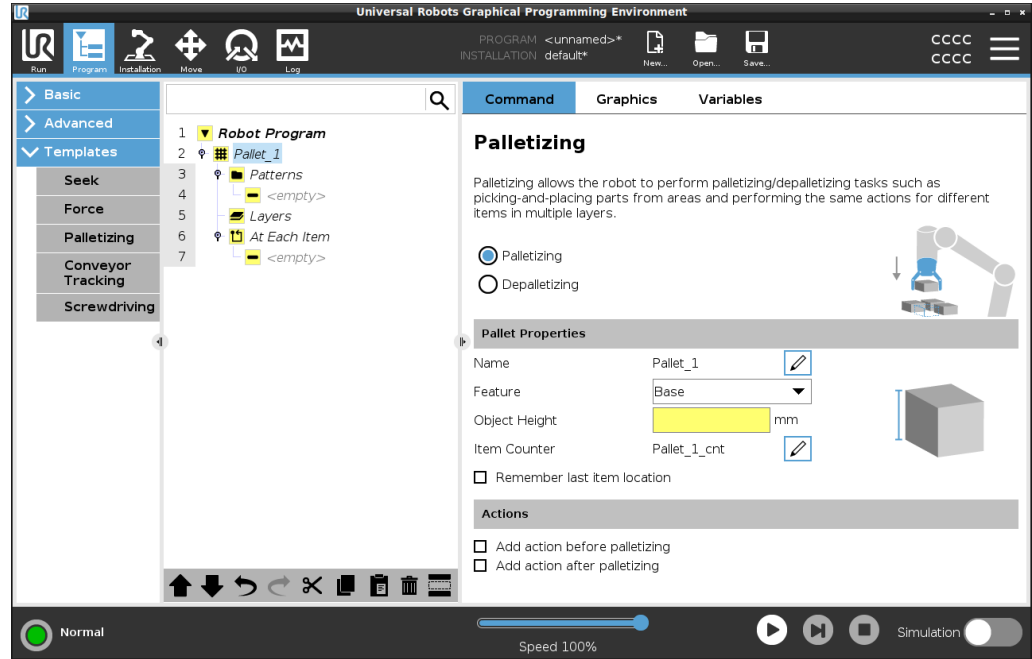 Universal Robots Graphical Programming Environment
UR
Run
Program
Installation
Move
I/O
Log
PROGRAM <unnamed>*
INSTALLATION default*
New...
Open...
Save...
CCCC
CCCC
Basic
Advanced
Templates
Seek
Force
Palletizing
Conveyor
Tracking
Screwdriving
1 Robot Program
2 Pallet_1
3 Patterns
4 <empty>
5 Layers
6 At Each Item
7 <empty>
Command Graphics Variables
Palletizing
Palletizing allows the robot to perform palletizing/depalletizing tasks such as
picking-and-placing parts from areas and performing the same actions for different
items in multiple layers.
Palletizing
Depalletizing
Pallet Properties
Name Pallet_1
Feature Base
Object Height mm
Item Counter Pallet_1_cnt
Remember last item location
Actions
Add action before palletizing
Add action after palletizing
Normal
Speed 100%
Simulation